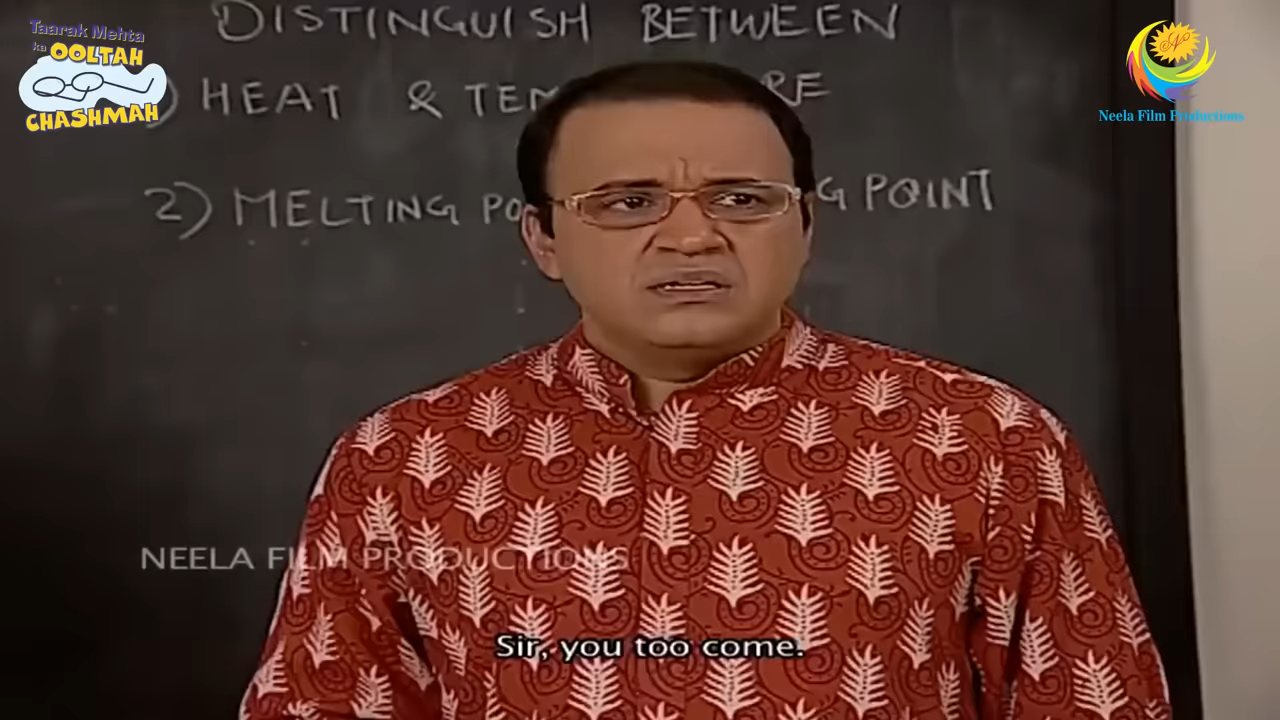 Taarak Mehta
ka OOLTAH
CHASHMAH
Neela Film Productions
DISTINGUISH BETWEEN
) HEAT & TEM RE
2) MELTING PO G POINT
NEELA FILM PRODUCTIONS
Sir, you too come.